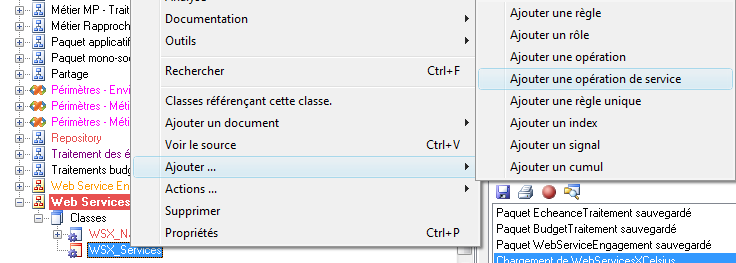 Métier MP - Trait
Métier Rapproch
Paquet applicatif
Paquet mono-so
Partage
Périmètres - Envi
Périmètres - Méti
Périmètres - Méti
Repository
Traitement des é
Traitements budg
Web Service En
Web Services
Classes
WSX_N
WSX_Services
Documentation
Outils
Rechercher Ctrl+F
Classes référençant cette classe.
Ajouter un document
Voir le source Ctrl+V
Ajouter ...
Actions ...
Supprimer
Propriétés Ctrl+P
Ajouter une règle
Ajouter un rôle
Ajouter une opération
Ajouter une opération de service
Ajouter une règle unique
Ajouter un index
Ajouter un signal
Ajouter un cumul
Paquet EcheanceTraitement sauvegardé
Paquet BudgetTraitement sauvegardé
Paquet WebServiceEngagement sauvegardé
Chargement de WebServicesXCelsius